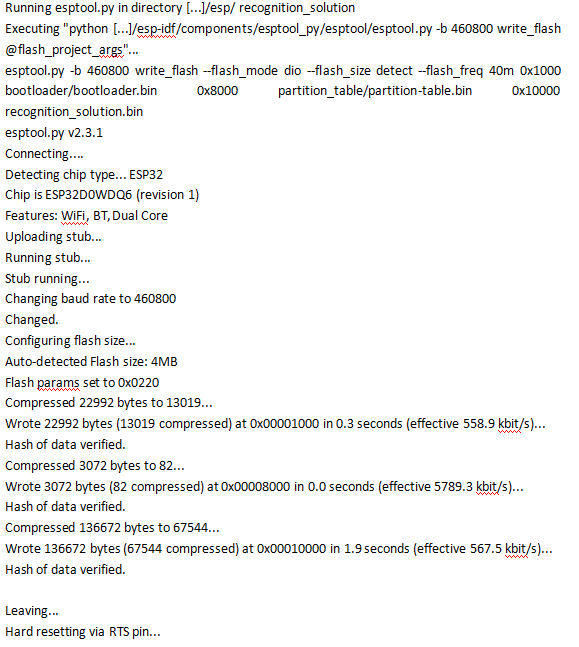 Running esptool.py in directory [...]/esp/ recognition_solution
Executing "python [...]/esp-idf/components/esptool_py/esptool/esptool.py -b 460800 write_flash
@flash_project_args"...
esptool.py -b 460800 write_flash --flash_mode dio --flash_size detect --flash_freq 40m 0x1000
bootloader/bootloader.bin 0x8000 partition_table/partition-table.bin 0x10000
recognition_solution.bin
esptool.py v2.3.1
Connecting....
Detecting chip type... ESP32
Chip is ESP32D0WDQ6 (revision 1)
Features: WiFi, BT, Dual Core
Uploading stub...
Running stub...
Stub running...
Changing baud rate to 460800
Changed.
Configuring flash size...
Auto-detected Flash size: 4MB
Flash params set to 0x0220
Compressed 22992 bytes to 13019...
Wrote 22992 bytes (13019 compressed) at 0x00001000 in 0.3 seconds (effective 558.9 kbit/s)...
Hash of data verified.
Compressed 3072 bytes to 82...
Wrote 3072 bytes (82 compressed) at 0x00008000 in 0.0 seconds (effective 5789.3 kbit/s)...
Hash of data verified.
Compressed 136672 bytes to 67544...
Wrote 136672 bytes (67544 compressed) at 0x00010000 in 1.9 seconds (effective 567.5 kbit/s)...
Hash of data verified.

Leaving...
Hard resetting via RTS pin...